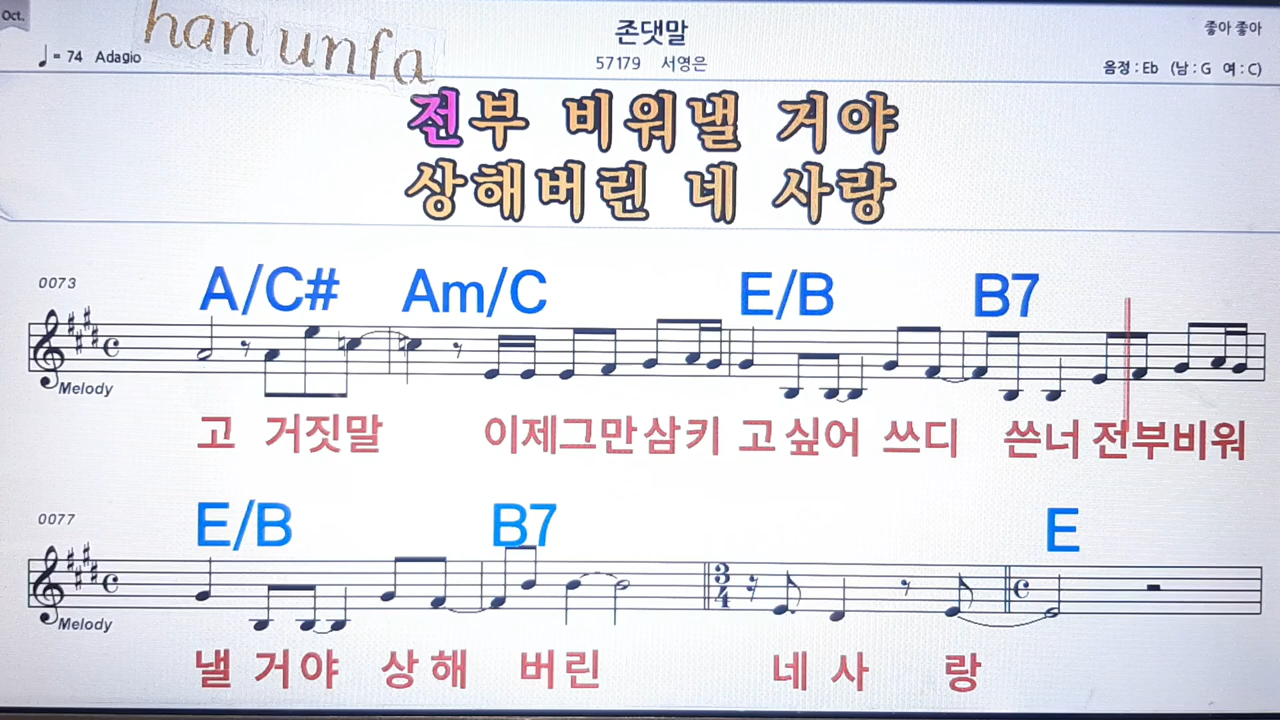 Oct.
han unfa
존댓말
좋아 좋아
♩= 74 Adagio
57179 서영은
음정 : Eb (남 : G 여 : C)
전부 비워낼 거야
상해버린 네 사랑
0073
A/C# Am/C E/B B7
Melody
고 거짓말 이제그만삼키 고싶어 쓰디 쓴너 전부비워
0077
E/B B7 E
3
4
Melody
낼 거야 상해 버린 네 사 랑